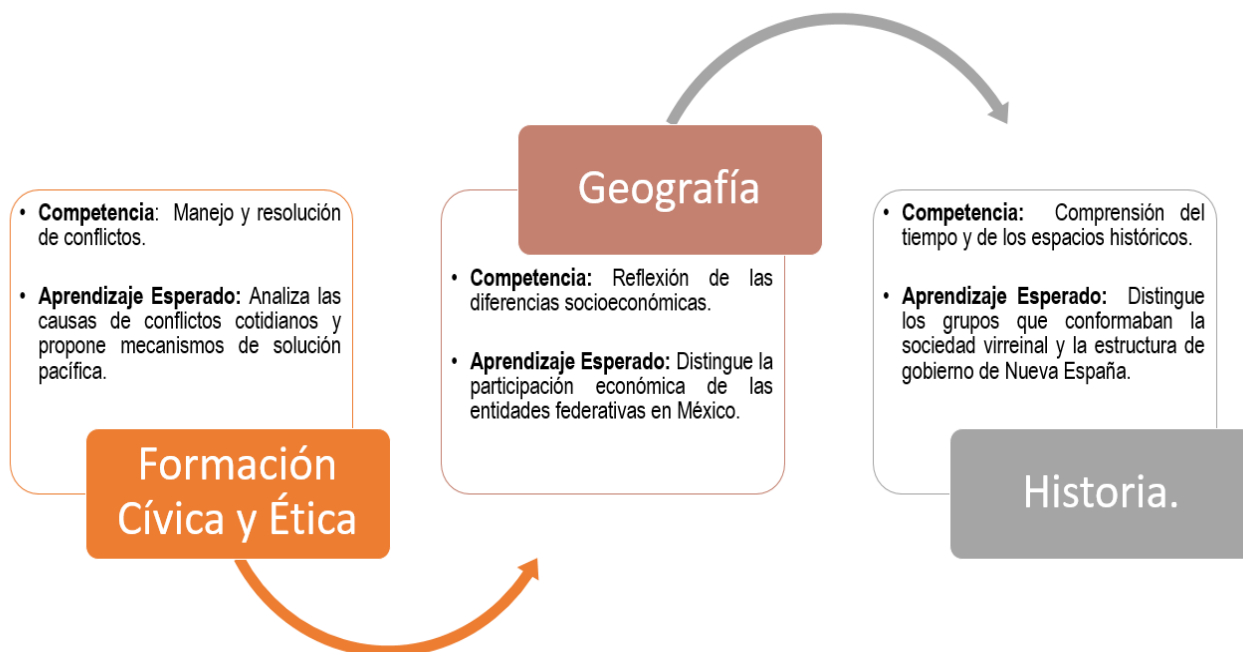 • Competencia: Manejo y resolución
de conflictos.
• Aprendizaje Esperado: Analiza las
causas de conflictos cotidianos y
propone mecanismos de solución
pacífica.
Formación
Cívica y Ética
Geografía
• Competencia: Reflexión de las
diferencias socioeconómicas.
• Aprendizaje Esperado: Distingue la
participación económica de las
entidades federativas en México.
• Competencia: Comprensión del
tiempo y de los espacios históricos.
• Aprendizaje Esperado: Distingue
los grupos que conformaban la
sociedad virreinal y la estructura de
gobierno de Nueva España.
Historia.